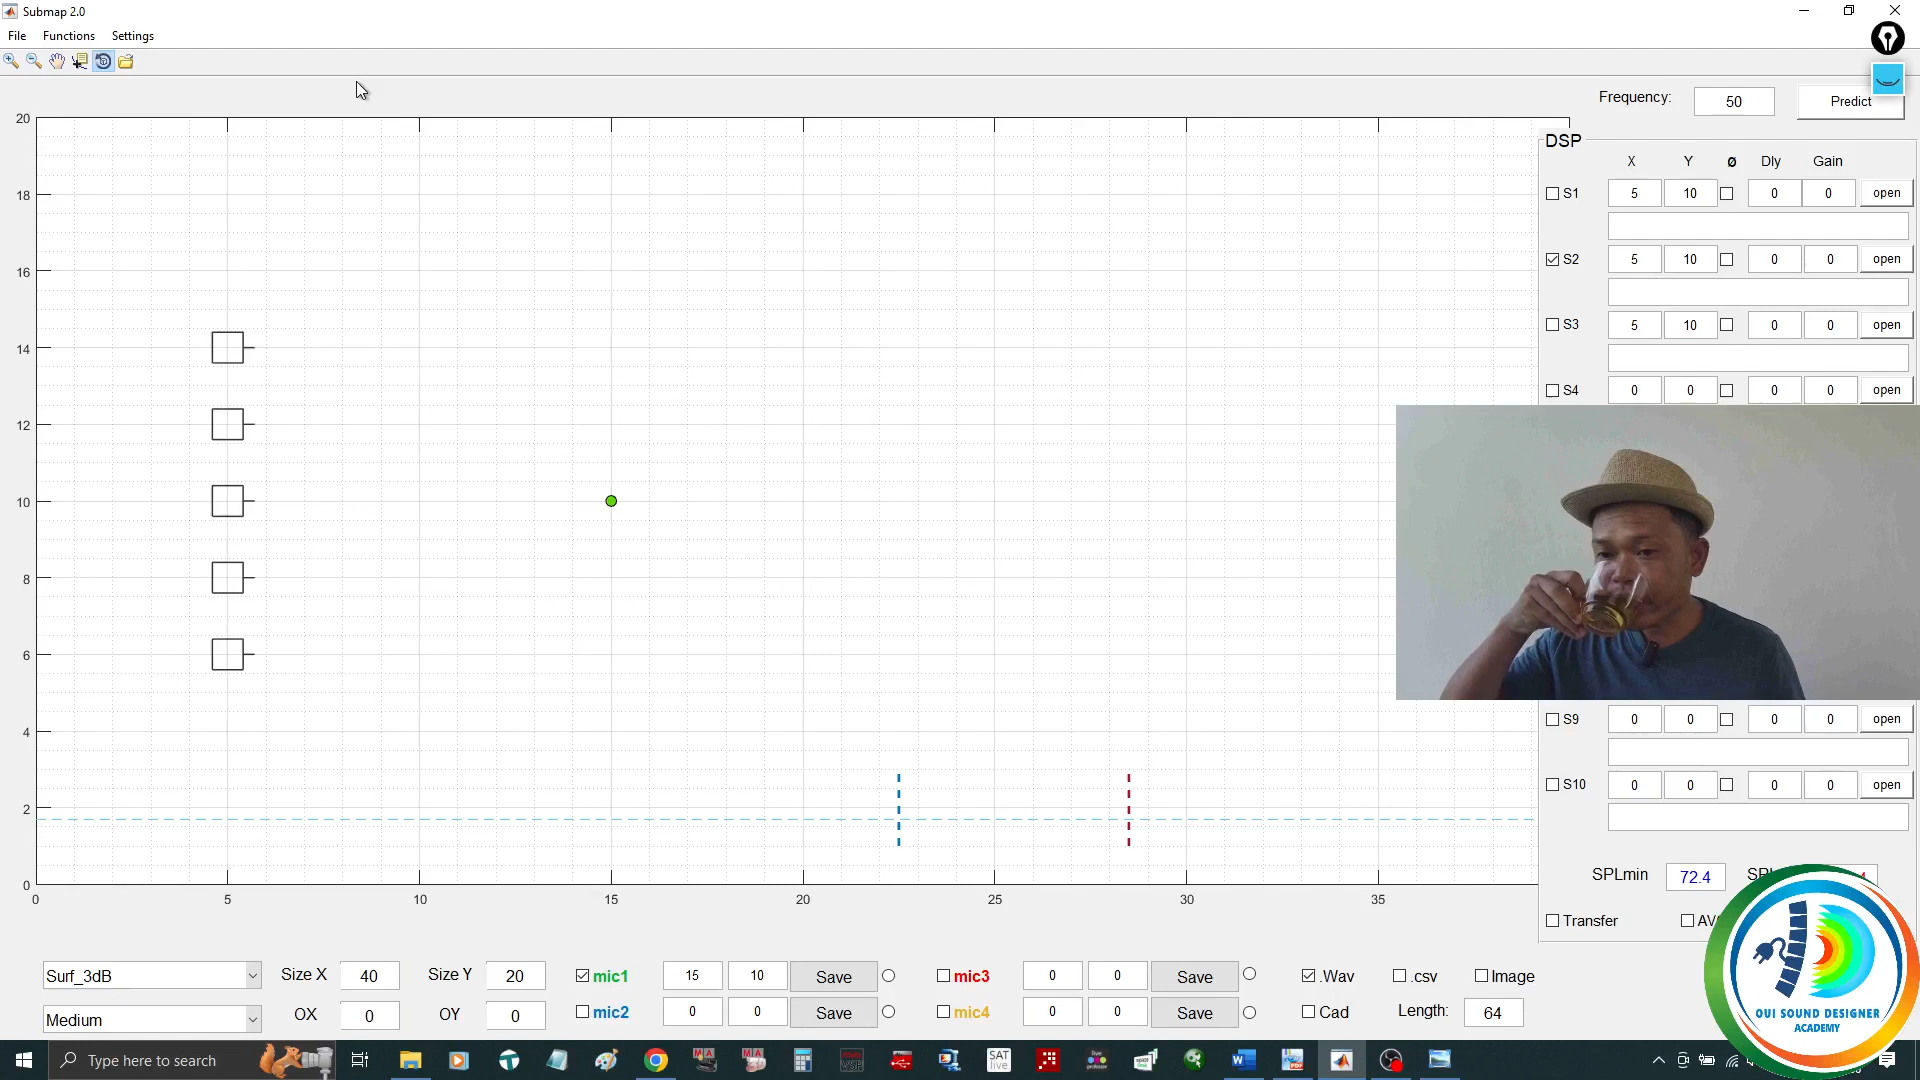 Submap 2.0
File Functions Settings
Frequency: 50 Predict
DSP
X Y Ø Dly Gain
S1 5 10 0 0 open
S2 5 10 0 0 open
S3 5 10 0 0 open
S4 0 0 0 0 open
S9 0 0 0 0 open
S10 0 0 0 0 open
SPLmin 72.4
Transfer
20
18
16
14
12
10
8
6
4
2
0
0 5 10 15 20 25 30 35
Surf_3dB Size X 40 Size Y 20 mic1 15 10 Save mic3 0 0 Save .Wav .csv Image
Medium OX 0 OY 0 mic2 0 0 Save mic4 0 0 Save Cad Length: 64
OUI SOUND DESIGNER
ACADEMY
Type here to search